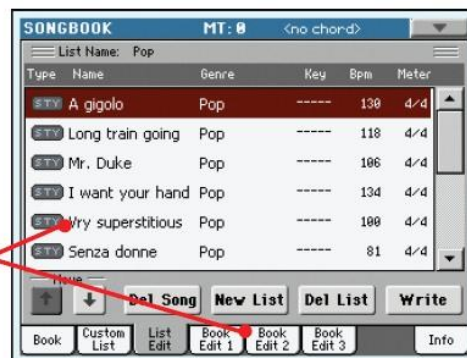 SONGBOOK MT: 0 <no chord>
List Name: Pop
Type Name Genre Key Bpm Meter
STY A gigolo Pop ----- 130 4/4
STY Long train going Pop ----- 118 4/4
STY Mr. Duke Pop ----- 106 4/4
STY I want your hand Pop ----- 134 4/4
STY Vry superstitious Pop ----- 100 4/4
STY Senza donne Pop ----- 81 4/4
Move
Del Song New List Del List Write
Book Custom List List Edit Book Edit 1 Book Edit 2 Book Edit 3 Info